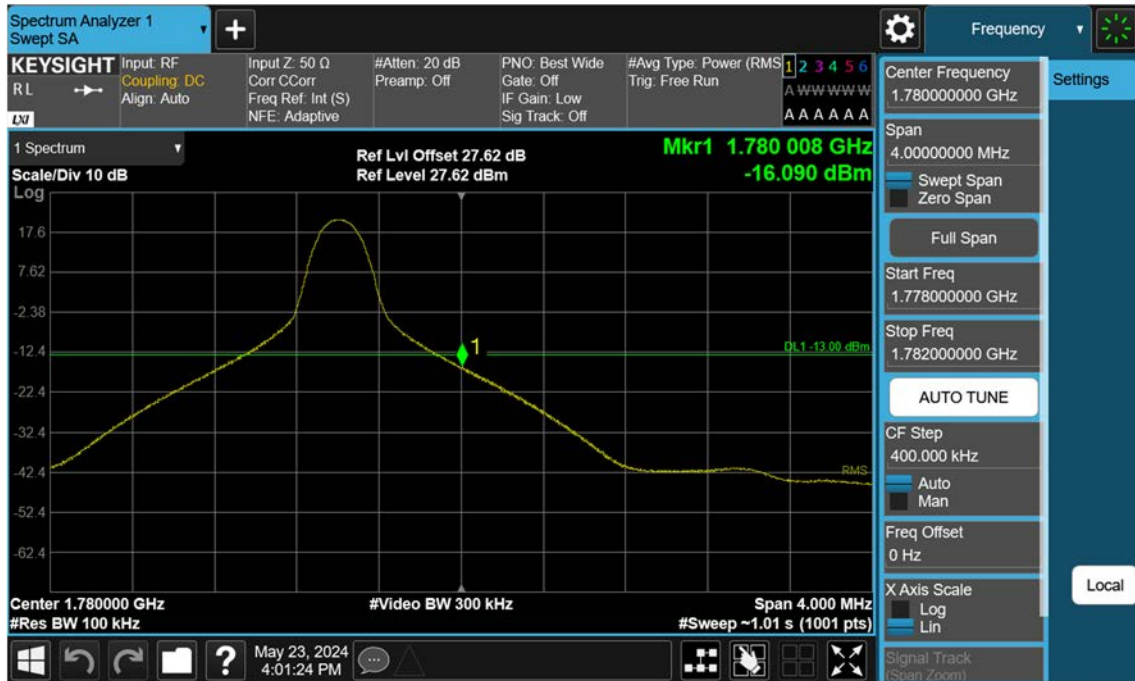 Spectrum Analyzer 1
Swept SA
Frequency
KEYSIGHT
R L
LXI
Input: RF
Coupling: DC
Align: Auto
Input Z: 50 Ω
Corr CCorr
Freq Ref: Int (S)
NFE: Adaptive
#Atten: 20 dB
Preamp: Off
PNO: Best Wide
Gate: Off
IF Gain: Low
Sig Track: Off
#Avg Type: Power (RMS
Trig: Free Run
1 2 3 4 5 6
A W W W W W
A A A A A A
1 Spectrum
Scale/Div 10 dB
Log
Ref Lvl Offset 27.62 dB
Ref Level 27.62 dBm
Mkr1 1.780 008 GHz
-16.090 dBm
17.6
7.62
-2.38
-12.4
-22.4
-32.4
-42.4
-52.4
-62.4
1
DL1 -13.00 dBm
RMS
Center 1.780000 GHz
#Res BW 100 kHz
#Video BW 300 kHz
Span 4.000 MHz
#Sweep ~1.01 s (1001 pts)
Center Frequency
1.780000000 GHz
Span
4.00000000 MHz
Swept Span
Zero Span
Full Span
Start Freq
1.778000000 GHz
Stop Freq
1.782000000 GHz
AUTO TUNE
CF Step
400.000 kHz
Auto
Man
Freq Offset
0 Hz
X Axis Scale
Log
Lin
Signal Track
(Span Zoom)
Settings
Local
?
May 23, 2024
4:01:24 PM